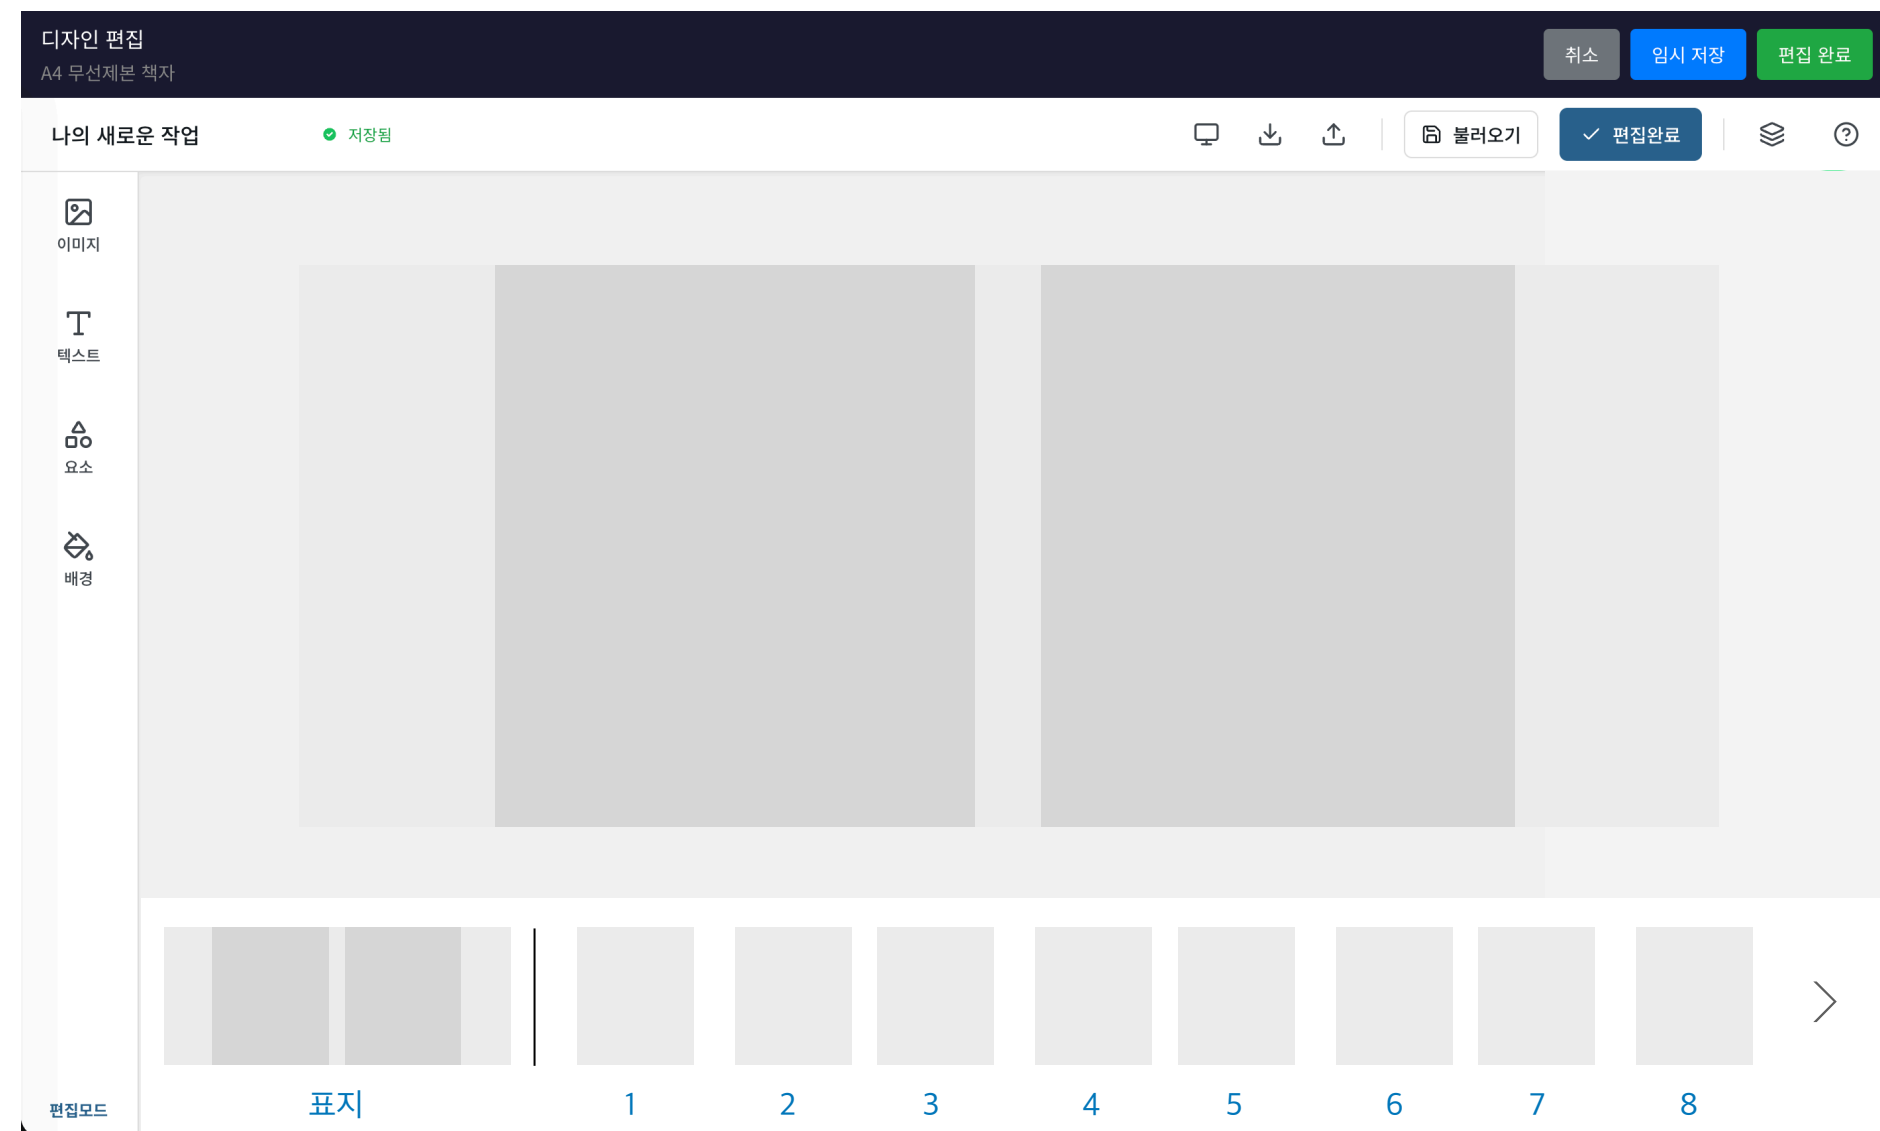 디자인 편집
A4 무선제본 책자
취소
임시 저장
편집 완료
나의 새로운 작업
저장됨
불러오기
편집완료
이미지
텍스트
요소
배경
편집모드
표지
1
2
3
4
5
6
7
8